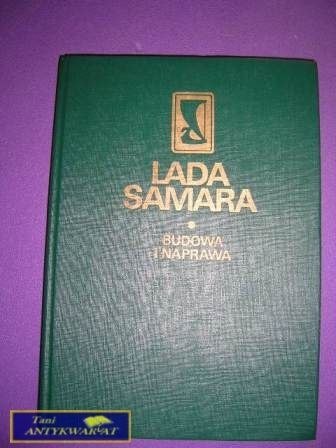 LADA
SAMARA
•
BUDOWA
I NAPRAWA
Tani
ANTYKWARIAT